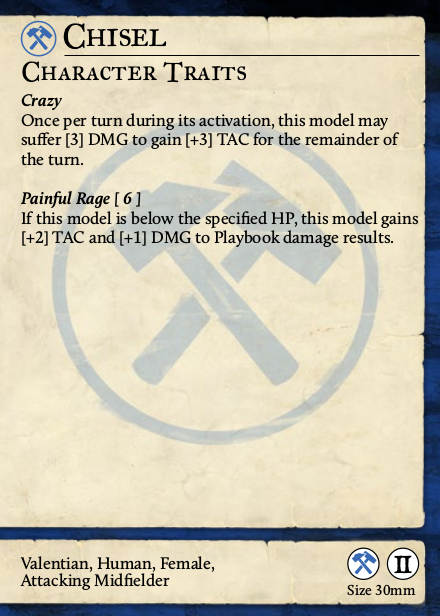 Chisel
Character Traits
Crazy
Once per turn during its activation, this model may
suffer [3] DMG to gain [+3] TAC for the remainder of
the turn.
Painful Rage [ 6 ]
If this model is below the specified HP, this model gains
[+2] TAC and [+1] DMG to Playbook damage results.
Valentian, Human, Female,
Attacking Midfielder
II
Size 30mm